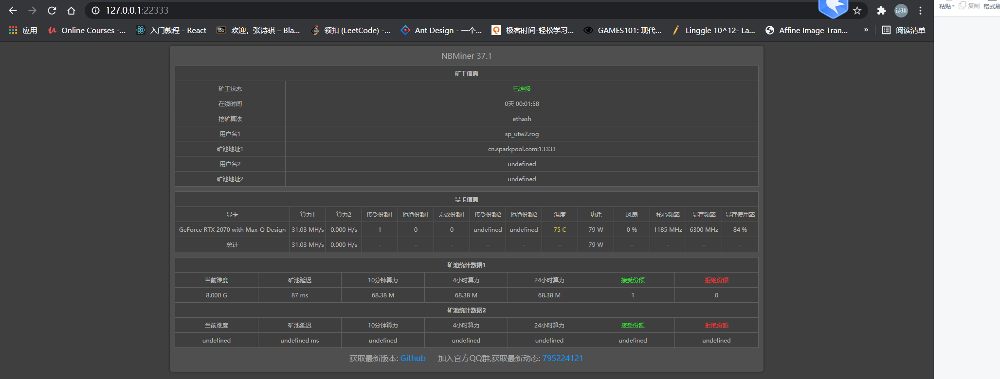 127.0.0.1:22333
诗琪
粘贴 复制 格式刷
应用 Online Courses -... 入门教程 - React Bb 欢迎，张诗琪 – Bla... 领扣 (LeetCode) -... Ant Design - 一个... 极客时间-轻松学习... GAMES101: 现代... Linggle 10^12- La... Affine Image Tran... » 阅读清单
NBMiner 37.1
矿工信息
矿工状态 已连接
在线时间 0天 00:01:58
挖矿算法 ethash
用户名1 sp_utw2.rog
矿池地址1 cn.sparkpool.com:13333
用户名2 undefined
矿池地址2 undefined
显卡信息
显卡 算力1 算力2 接受份额1 拒绝份额1 无效份额1 接受份额2 拒绝份额2 温度 功耗 风扇 核心频率 显存频率 显存使用率
GeForce RTX 2070 with Max-Q Design 31.03 MH/s 0.000 H/s 1 0 0 undefined undefined 75 C 79 W 0 % 1185 MHz 6300 MHz 84 %
总计 31.03 MH/s 0.000 H/s - - - - - - 79 W - - - -
矿池统计数据1
当前难度 矿池延迟 10分钟算力 4小时算力 24小时算力 接受份额 拒绝份额
8.000 G 87 ms 68.38 M 68.38 M 68.38 M 1 0
矿池统计数据2
当前难度 矿池延迟 10分钟算力 4小时算力 24小时算力 接受份额 拒绝份额
undefined undefined ms undefined undefined undefined undefined undefined
获取最新版本: Github 加入官方QQ群,获取最新动态: 795224121